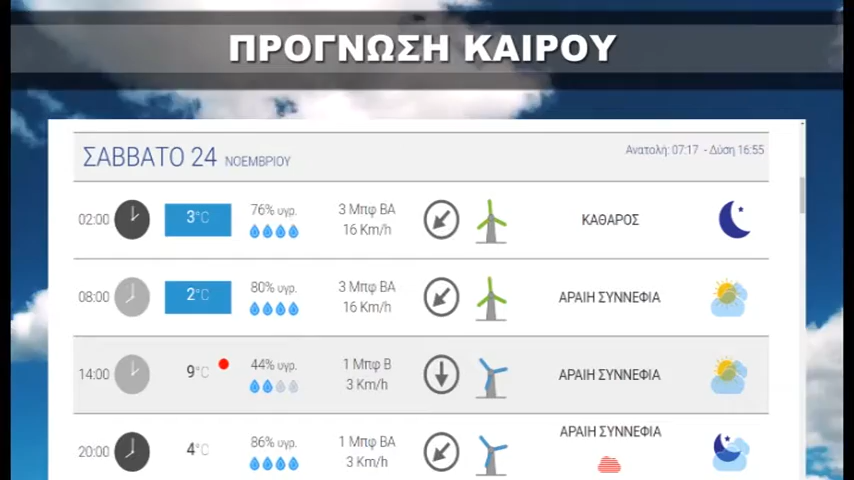 ΠΡΟΓΝΩΣΗ ΚΑΙΡΟΥ
ΣΑΒΒΑΤΟ 24 ΝΟΕΜΒΡΙΟΥ
Ανατολή: 07:17 - Δύση 16:55
02:00 3°C 76% υγρ. 3 Μπφ ΒΑ 16 Km/h ΚΑΘΑΡΟΣ
08:00 2°C 80% υγρ. 3 Μπφ ΒΑ 16 Km/h ΑΡΑΙΗ ΣΥΝΝΕΦΙΑ
14:00 9°C 44% υγρ. 1 Μπφ Β 3 Km/h ΑΡΑΙΗ ΣΥΝΝΕΦΙΑ
20:00 4°C 86% υγρ. 1 Μπφ ΒΑ 3 Km/h ΑΡΑΙΗ ΣΥΝΝΕΦΙΑ